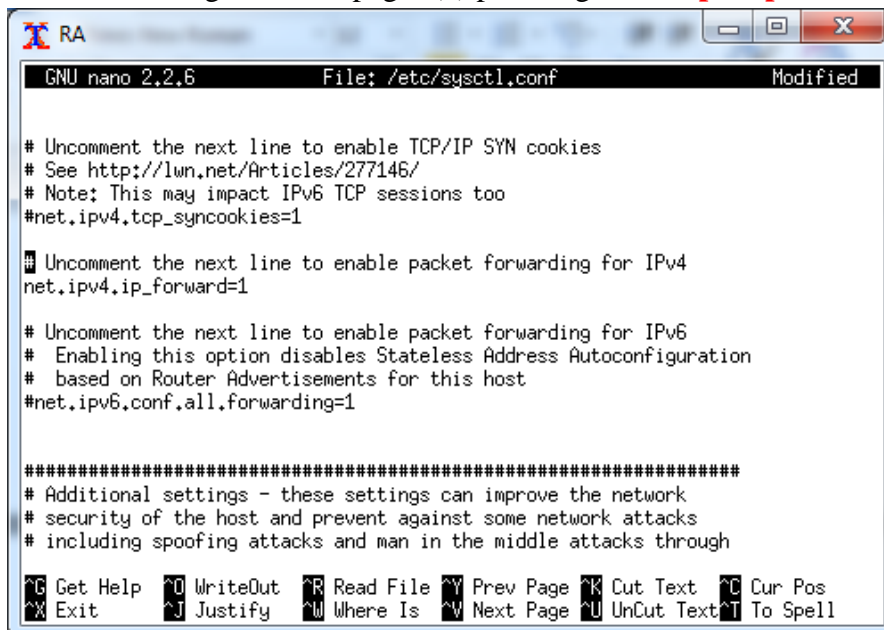 RA
GNU nano 2.2.6 File: /etc/sysctl.conf Modified
# Uncomment the next line to enable TCP/IP SYN cookies
# See http://lwn.net/Articles/277146/
# Note: This may impact IPv6 TCP sessions too
#net.ipv4.tcp_syncookies=1
# Uncomment the next line to enable packet forwarding for IPv4
net.ipv4.ip_forward=1
# Uncomment the next line to enable packet forwarding for IPv6
#  Enabling this option disables Stateless Address Autoconfiguration
#  based on Router Advertisements for this host
#net.ipv6.conf.all.forwarding=1
###################################################################
# Additional settings - these settings can improve the network
# security of the host and prevent against some network attacks
# including spoofing attacks and man in the middle attacks through
^G Get Help ^O WriteOut ^R Read File ^Y Prev Page ^K Cut Text ^C Cur Pos
^X Exit ^J Justify ^W Where Is ^V Next Page ^U UnCut Text ^T To Spell